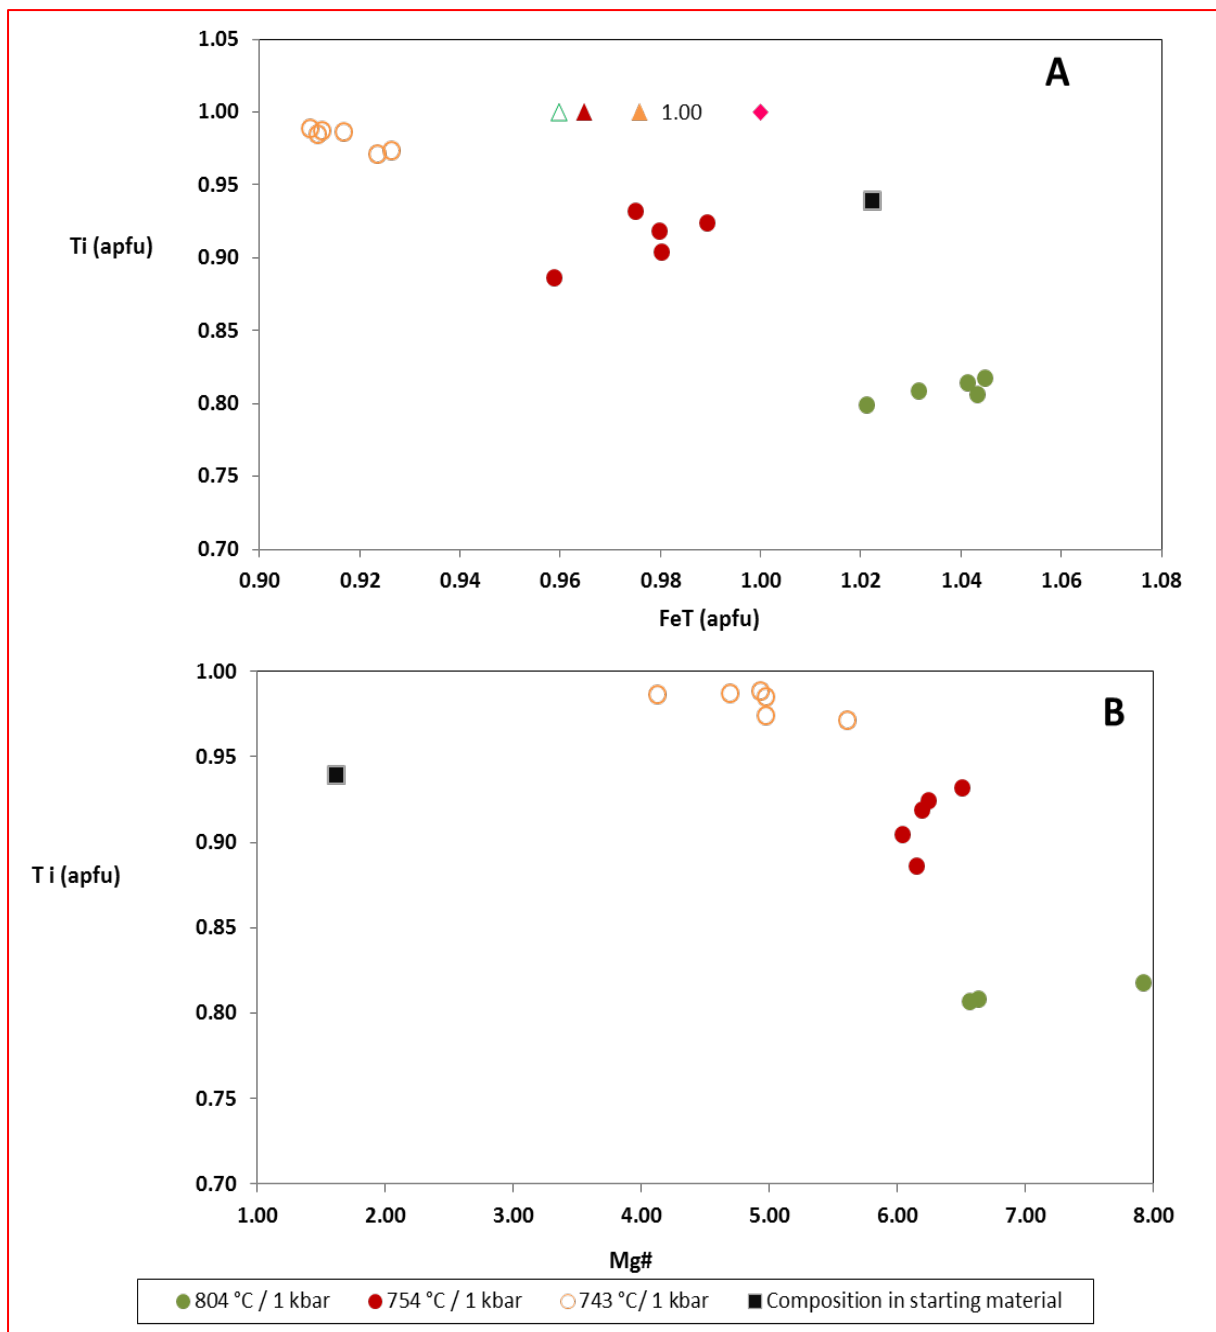 1.05
A
1.00
1.00
0.95
Ti (apfu)
0.90
0.85
0.80
0.75
0.70
0.90 0.92 0.94 0.96 0.98 1.00 1.02 1.04 1.06 1.08
FeT (apfu)
1.00
B
0.95
0.90
T i (apfu)
0.85
0.80
0.75
0.70
1.00 2.00 3.00 4.00 5.00 6.00 7.00 8.00
Mg#
804 °C / 1 kbar 754 °C / 1 kbar 743 °C/ 1 kbar Composition in starting material